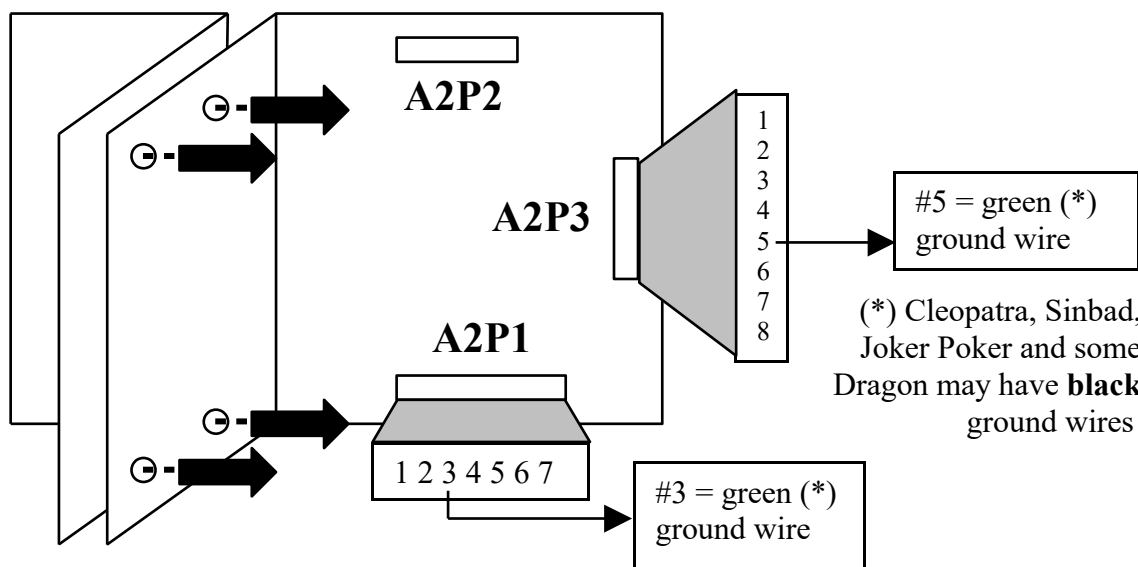 A2P2
1
2
3
4
5
6
7
8
A2P3
#5 = green (*)
ground wire
(*) Cleopatra, Sinbad,
Joker Poker and some
Dragon may have black
ground wires
A2P1
1 2 3 4 5 6 7
#3 = green (*)
ground wire